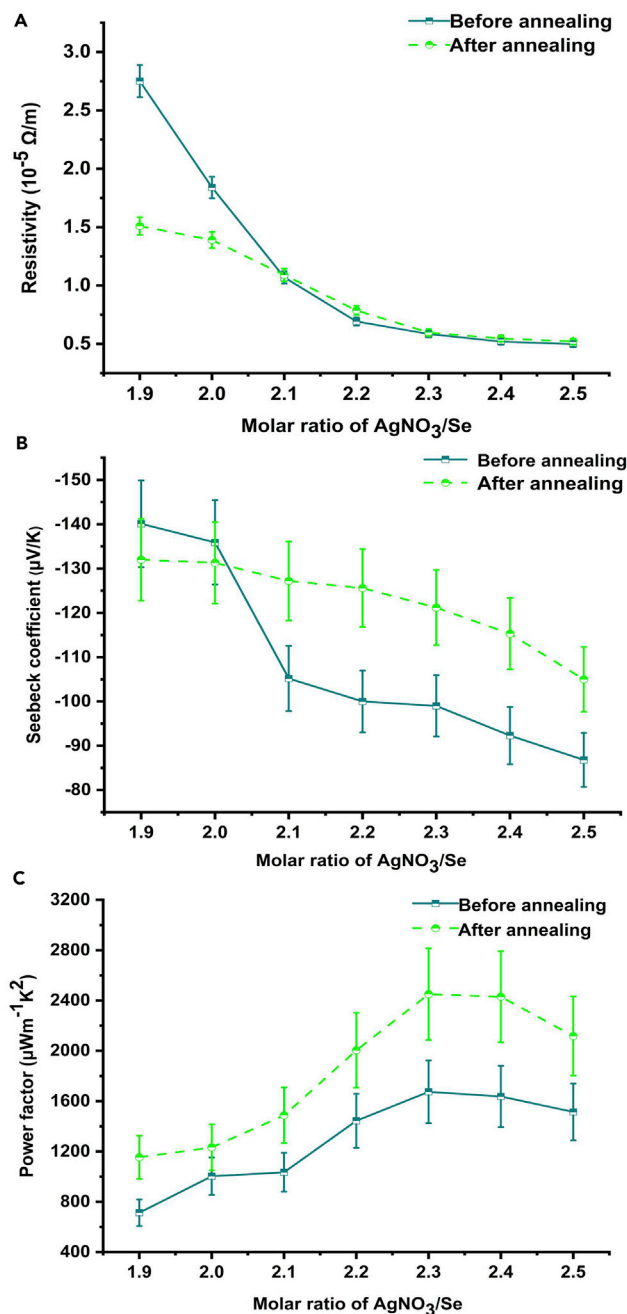 A
Before annealing
After annealing
Resistivity (10⁻⁵ Ω/m)
3.0
2.5
2.0
1.5
1.0
0.5
1.9 2.0 2.1 2.2 2.3 2.4 2.5
Molar ratio of AgNO₃/Se
B
Before annealing
After annealing
Seebeck coefficient (µV/K)
-150
-140
-130
-120
-110
-100
-90
-80
1.9 2.0 2.1 2.2 2.3 2.4 2.5
Molar ratio of AgNO₃/Se
C
Before annealing
After annealing
Power factor (µWm⁻¹K²)
3200
2800
2400
2000
1600
1200
800
400
1.9 2.0 2.1 2.2 2.3 2.4 2.5
Molar ratio of AgNO₃/Se